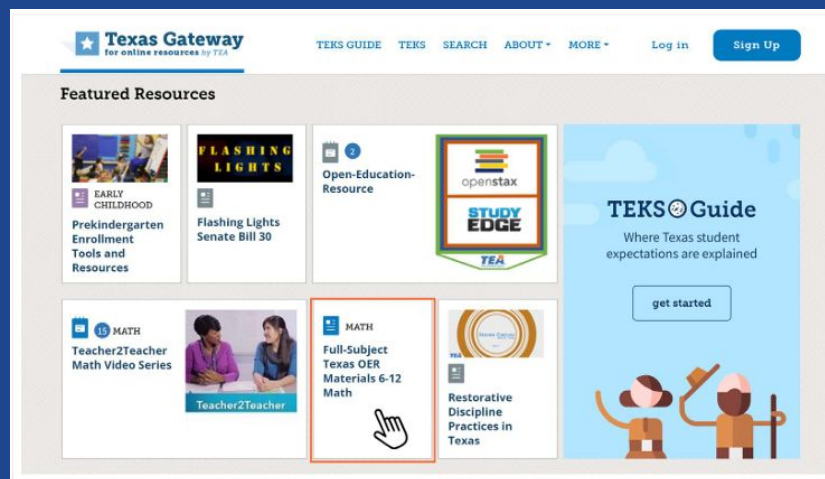 Texas Gateway
for online resources by TEA
TEKS GUIDE TEKS SEARCH ABOUT MORE Log in Sign Up
Featured Resources
EARLY
CHILDHOOD
Prekindergarten
Enrollment
Tools and
Resources
FLASHING
LIGHTS
Flashing Lights
Senate Bill 30
2
Open-Education-
Resource
openstax
STUDY
EDGE
TEA
TEKS Guide
Where Texas student
expectations are explained
get started
15 MATH
Teacher2Teacher
Math Video Series
Teacher2Teacher
MATH
Full-Subject
Texas OER
Materials 6-12
Math
TEA
Restorative
Discipline
Practices in
Texas